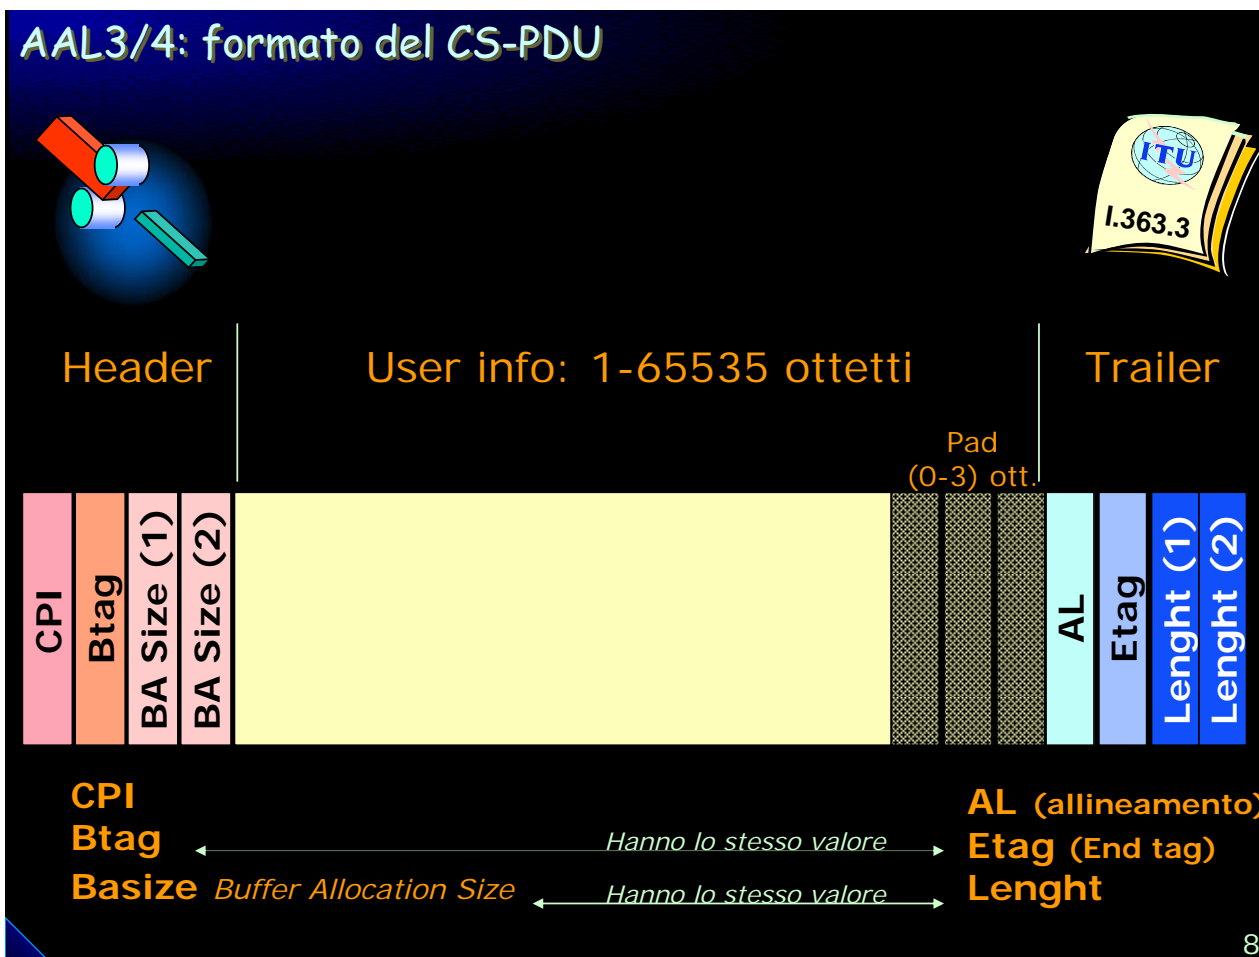 AAL3/4: formato del CS-PDU
ITU
I.363.3
Header
User info: 1-65535 ottetti
Trailer
Pad
(0-3) ott.
CPI
Btag
BA Size (1)
BA Size (2)
AL
Etag
Lenght (1)
Lenght (2)
CPI
Btag
Hanno lo stesso valore
Basize Buffer Allocation Size
Hanno lo stesso valore
AL (allineamento)
Etag (End tag)
Lenght
8